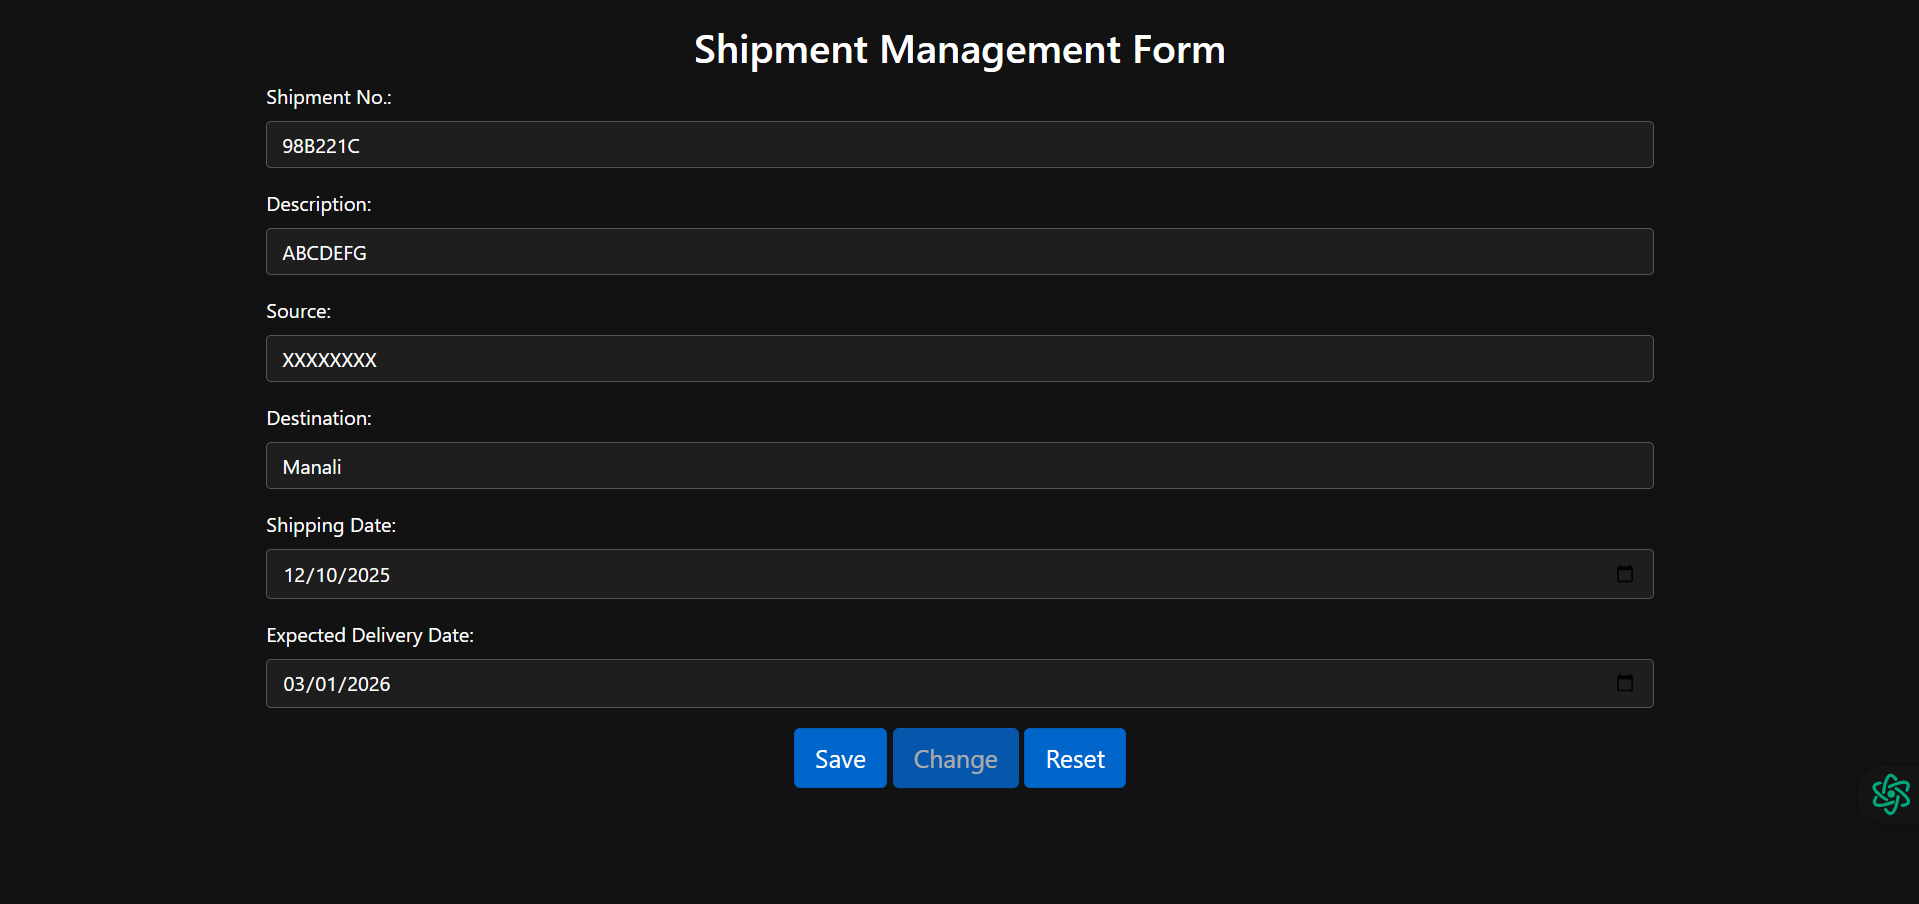 Shipment Management Form
Shipment No.:
98B221C
Description:
ABCDEFG
Source:
XXXXXXXX
Destination:
Manali
Shipping Date:
12/10/2025
Expected Delivery Date:
03/01/2026
Save Change Reset